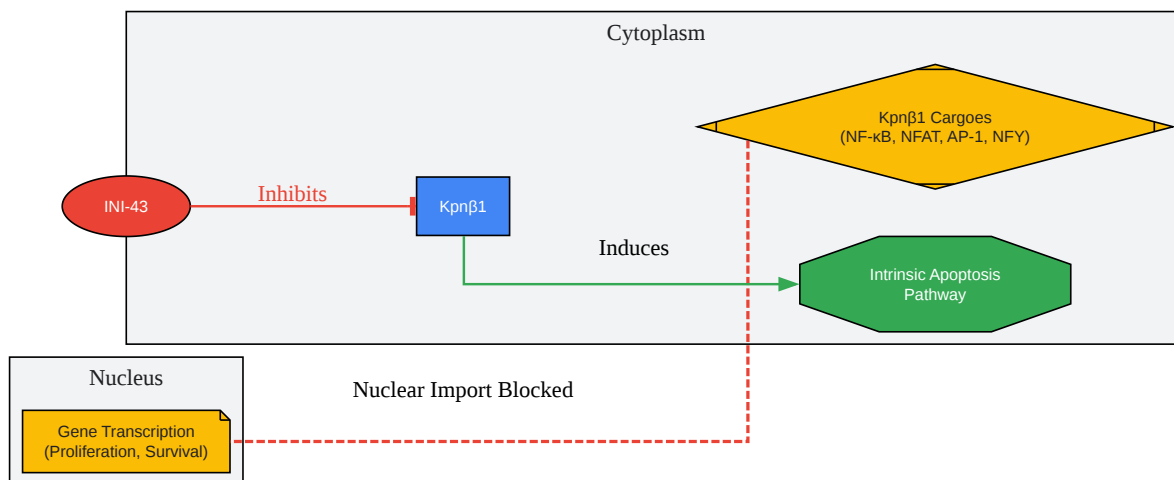 Cytoplasm
Kpnβ1 Cargoes
(NF-κB, NFAT, AP-1, NFY)
Inhibits
INI-43
Kpnβ1
Induces
Intrinsic Apoptosis
Pathway
Nucleus
Nuclear Import Blocked
Gene Transcription
(Proliferation, Survival)